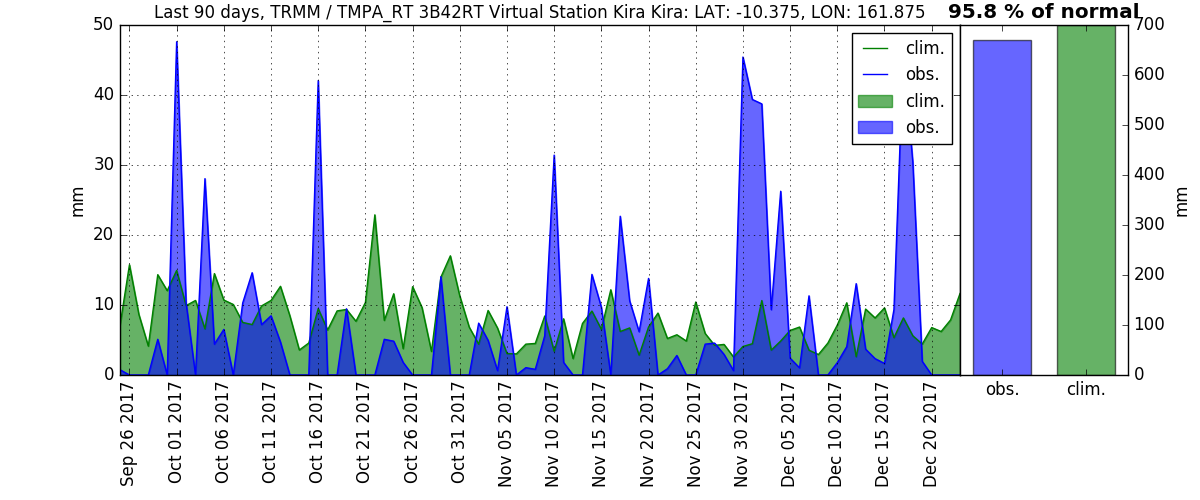 Last 90 days, TRMM / TMPA_RT 3B42RT Virtual Station Kira Kira: LAT: -10.375, LON: 161.875
95.8 % of normal
50
40
30
20
10
0
mm
clim.
obs.
clim.
obs.
700
600
500
400
300
200
100
0
mm
obs.
clim.
Sep 26 2017
Oct 01 2017
Oct 06 2017
Oct 11 2017
Oct 16 2017
Oct 21 2017
Oct 26 2017
Oct 31 2017
Nov 05 2017
Nov 10 2017
Nov 15 2017
Nov 20 2017
Nov 25 2017
Nov 30 2017
Dec 05 2017
Dec 10 2017
Dec 15 2017
Dec 20 2017